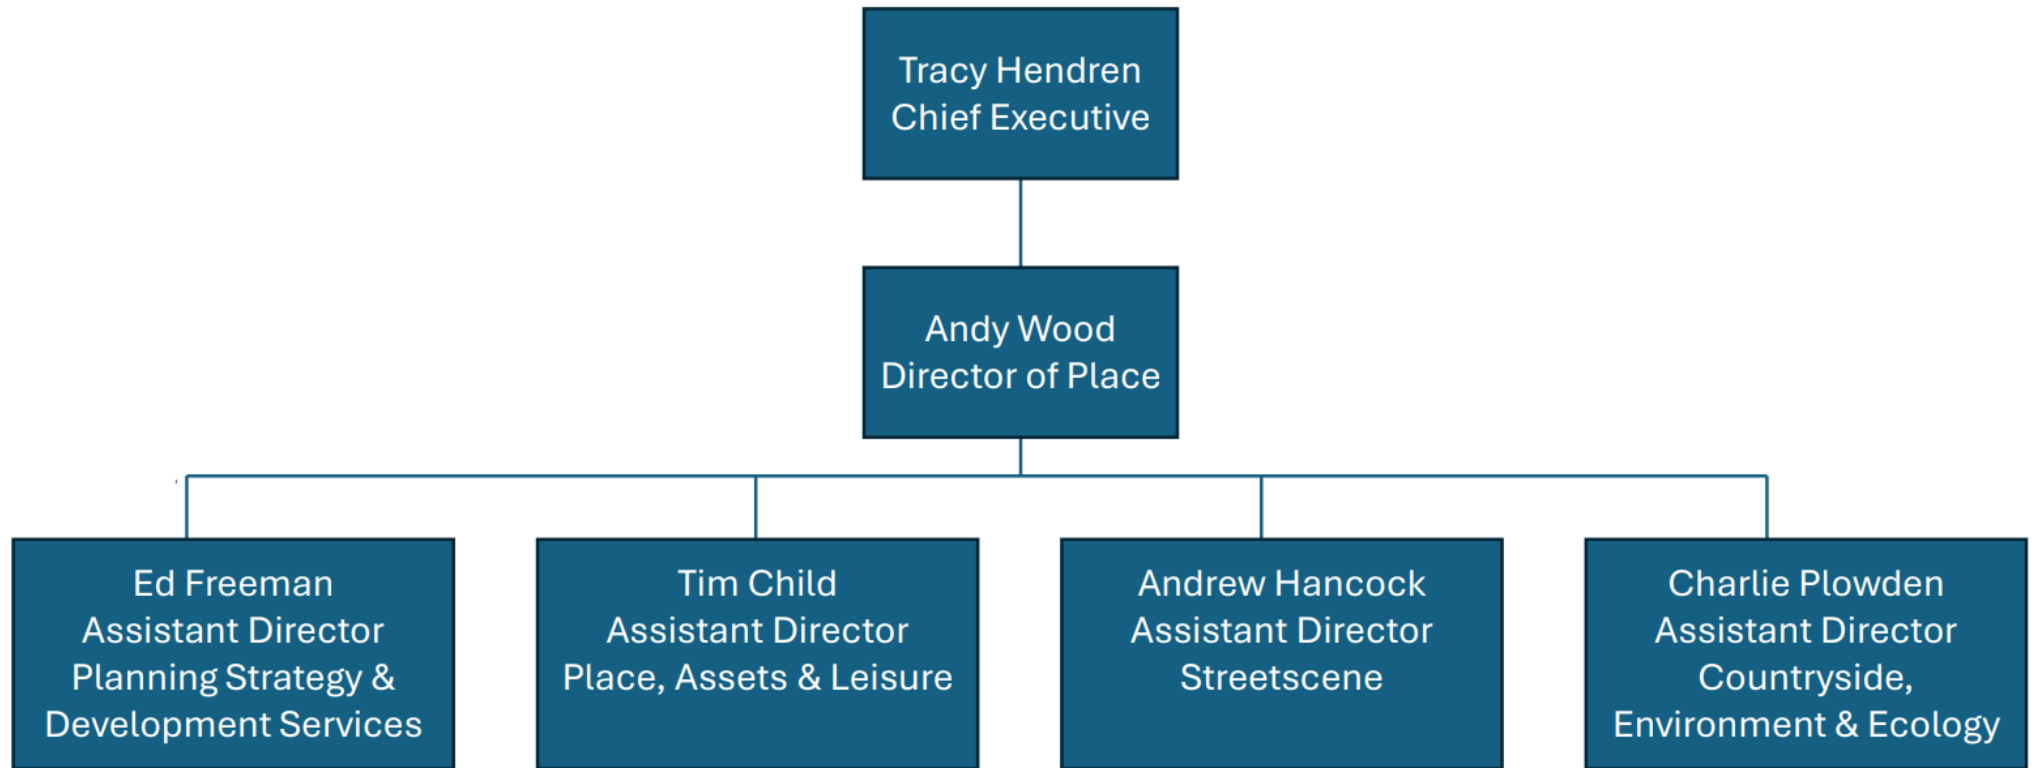 Tracy Hendren
Chief Executive
Andy Wood
Director of Place
Ed Freeman
Assistant Director
Planning Strategy &
Development Services
Tim Child
Assistant Director
Place, Assets & Leisure
Andrew Hancock
Assistant Director
Streetscene
Charlie Plowden
Assistant Director
Countryside,
Environment & Ecology